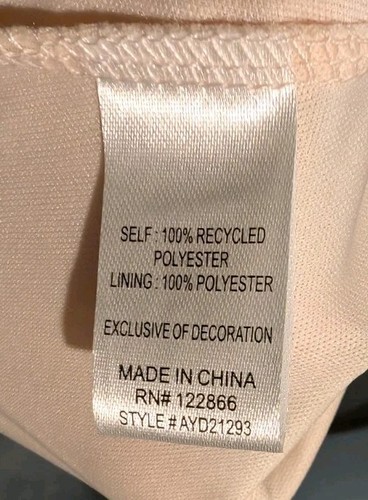 SELF : 100% RECYCLED
POLYESTER
LINING : 100% POLYESTER
EXCLUSIVE OF DECORATION
MADE IN CHINA
RN# 122866
STYLE # AYD21293